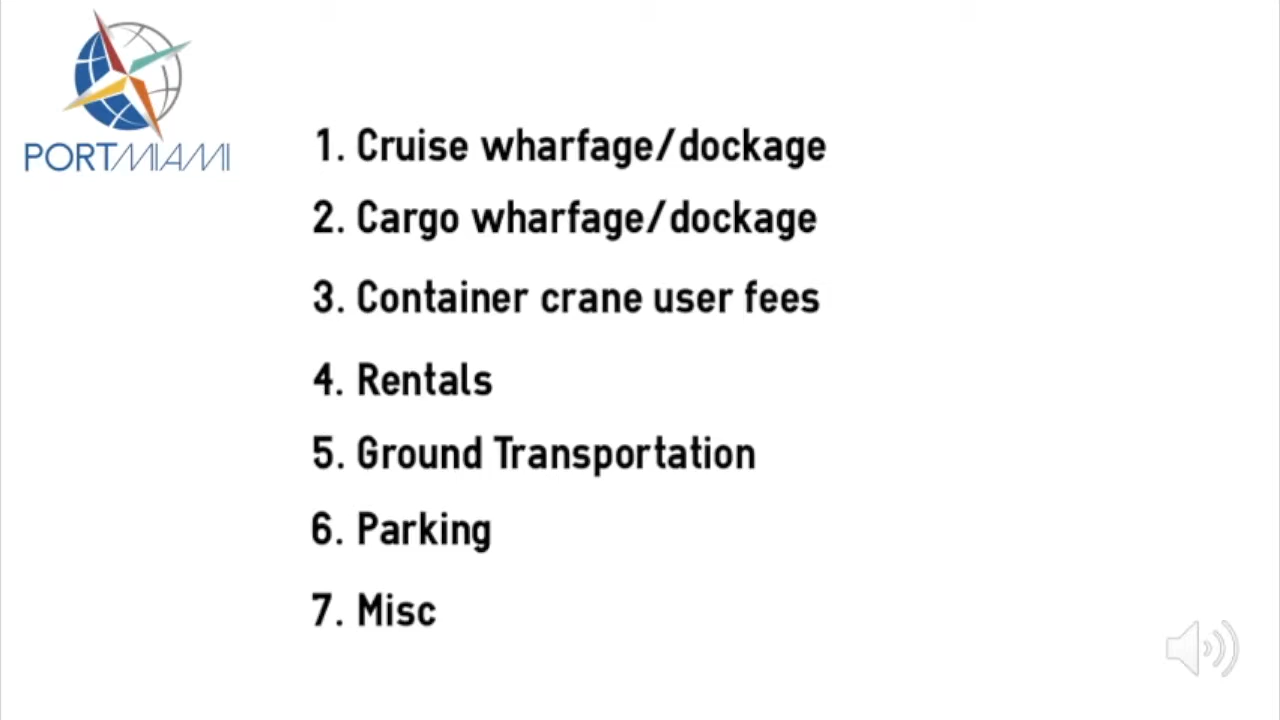 PORTMIAMI
1. Cruise wharfage/dockage
2. Cargo wharfage/dockage
3. Container crane user fees
4. Rentals
5. Ground Transportation
6. Parking
7. Misc